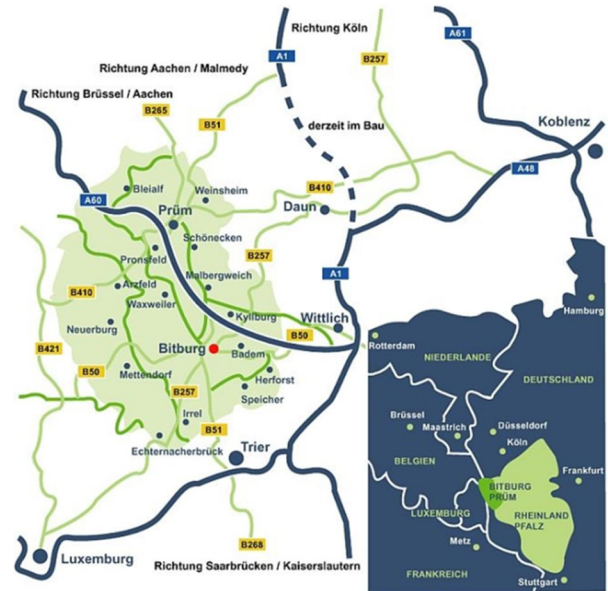 A61
Richtung Köln
A1
B257
Richtung Aachen / Malmedy
Richtung Brüssel / Aachen
B265
B51
derzeit im Bau
Koblenz
A48
Bleialf
Weinsheim
B410
A60
Prüm
Daun
Schönecken
Pronsfeld
B257
Malbergweich
A1
Arzfeld
B410
Waxweiler
Hamburg
Kyllburg
Wittlich
Neuerburg
B50
Rotterdam
B421
Bitburg
Badem
NIEDERLANDE
B50
Mettendorf
Herforst
DEUTSCHLAND
B257
Speicher
Irrel
Brüssel
Maastrich
Düsseldorf
B51
Köln
Echternacherbrück
Trier
BELGIEN
Frankfurt
BITBURG
PRÜM
LUXEMBURG
RHEINLAND
PFALZ
B268
Metz
Luxemburg
Richtung Saarbrücken / Kaiserslautern
FRANKREICH
Stuttgart